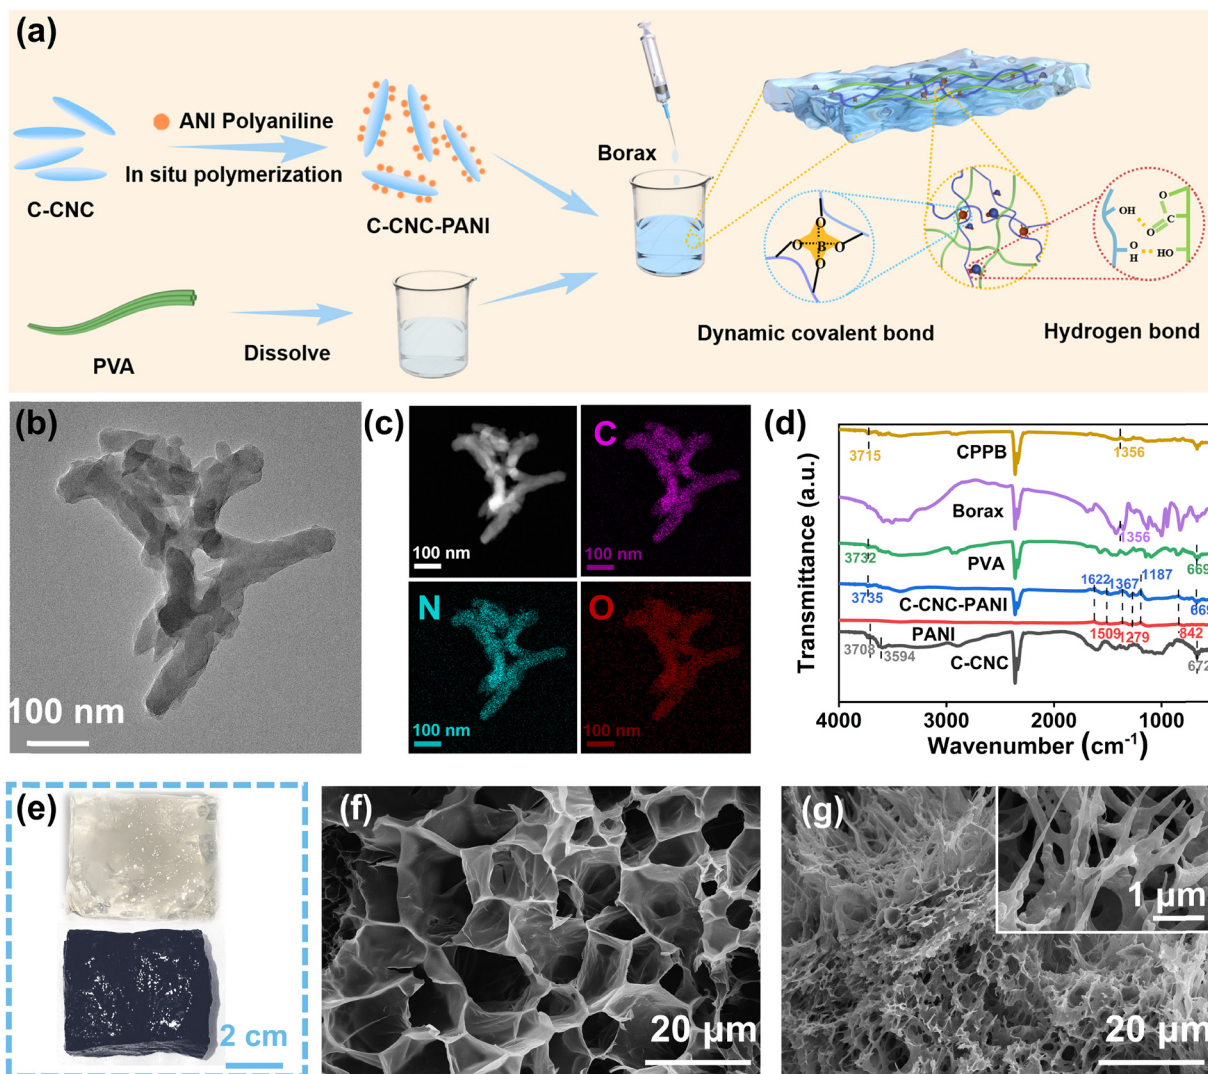 (a)
C-CNC
ANI Polyaniline
In situ polymerization
C-CNC-PANI
PVA
Dissolve
Borax
O
O
B
O
O
Dynamic covalent bond
OH
O
C
O
O
H
HO
Hydrogen bond
(b)
100 nm
(c)
100 nm
C
100 nm
N
100 nm
O
100 nm
(d)
Transmittance (a.u.)
3715
CPPB
1356
Borax
1356
3732
PVA
669
1622
1367
1187
3735
C-CNC-PANI
669
PANI
1509
1279
842
3708
3594
C-CNC
672
4000
3000
2000
1000
Wavenumber (cm-1)
(e)
2 cm
(f)
20 μm
(g)
1 μm
20 μm